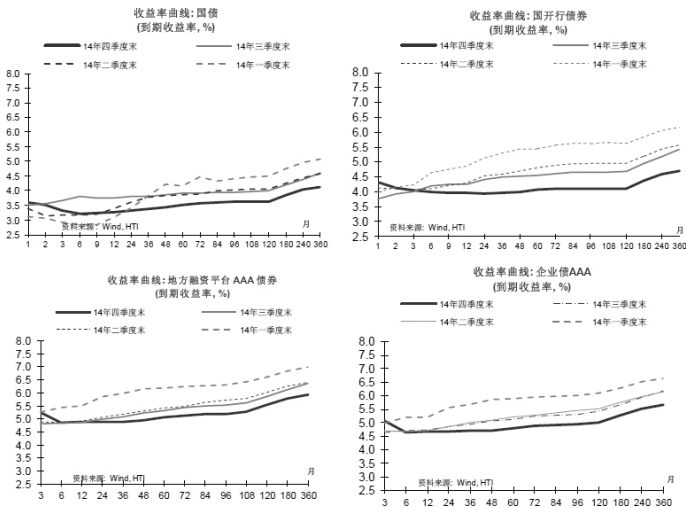 收益率曲线: 国债
(到期收益率, %)
14年四季度末 14年三季度末
14年二季度末 14年一季度末
8.0
7.5
7.0
6.5
6.0
5.5
5.0
4.5
4.0
3.5
3.0
2.5
资料来源: Wind, HTI
月
1 2 3 6 9 12 24 36 48 60 72 84 96 108 120 180 240 360
收益率曲线: 国开行债券
(到期收益率, %)
14年四季度末 14年三季度末
14年二季度末 14年一季度末
8.0
7.5
7.0
6.5
6.0
5.5
5.0
4.5
4.0
3.5
3.0
2.5
资料来源: Wind, HTI
月
1 2 3 6 9 12 24 36 48 60 72 84 96 108 120 180 240 360
收益率曲线: 地方融资平台 AAA 债券
(到期收益率, %)
14年四季度末 14年三季度末
14年二季度末 14年一季度末
8.0
7.5
7.0
6.5
6.0
5.5
5.0
4.5
4.0
3.5
3.0
2.5
资料来源: Wind, HTI
月
3 6 12 24 36 48 60 72 84 96 108 120 180 360
收益率曲线: 企业债AAA
(到期收益率, %)
14年四季度末 14年三季度末
14年二季度末 14年一季度末
8.0
7.5
7.0
6.5
6.0
5.5
5.0
4.5
4.0
3.5
3.0
2.5
资料来源: Wind, HTI
月
3 6 12 24 36 48 60 72 84 96 108 120 180 360